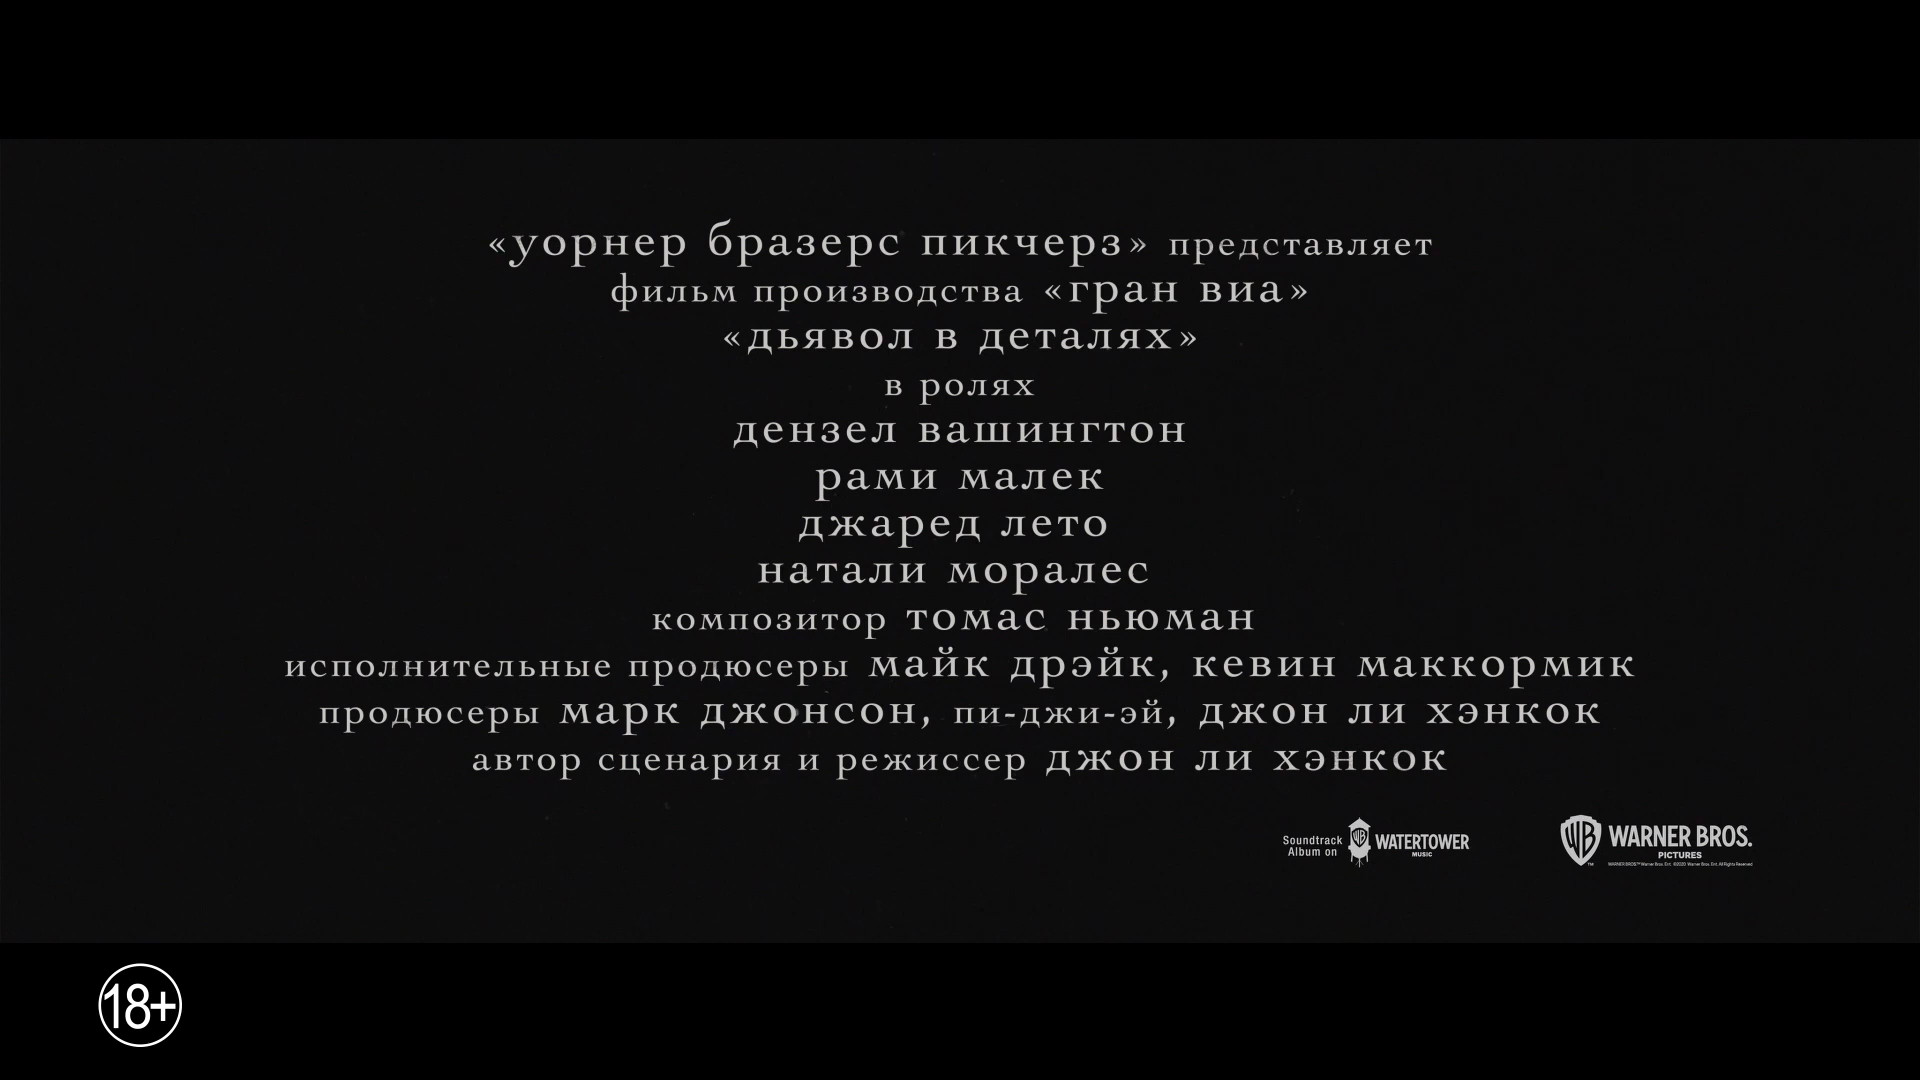 «уорнер бразерс пикчерз» представляет
фильм производства «гран виа»
«дьявол в деталях»
в ролях
дензел вашингтон
рами малек
джаред лето
натали моралес
композитор томас ньюман
исполнительные продюсеры майк дрэйк, кевин маккормик
продюсеры марк джонсон, пи-джи-эй, джон ли хэнкок
автор сценария и режиссер джон ли хэнкок
Soundtrack
Album on
WB
WATERTOWER
MUSIC
WB
WARNER BROS.
PICTURES
18+